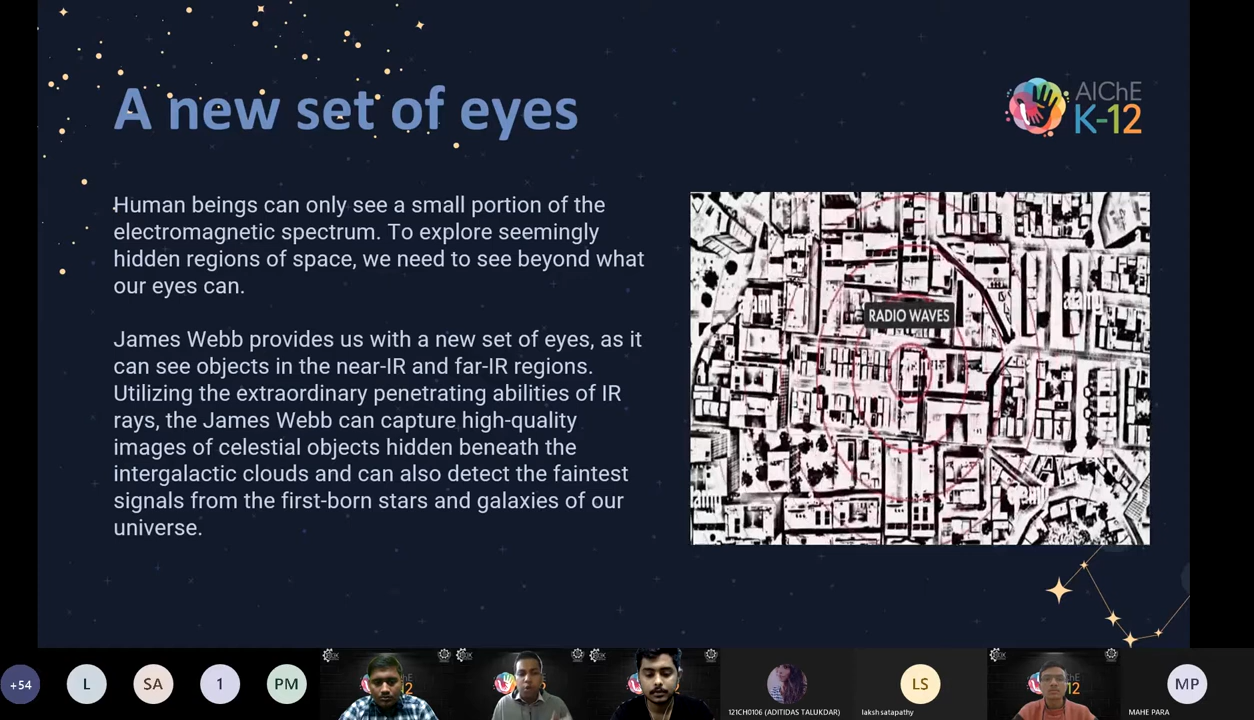 A new set of eyes
AIChE
K-12
Human beings can only see a small portion of the
electromagnetic spectrum. To explore seemingly
hidden regions of space, we need to see beyond what
our eyes can.
James Webb provides us with a new set of eyes, as it
can see objects in the near-IR and far-IR regions.
Utilizing the extraordinary penetrating abilities of IR
rays, the James Webb can capture high-quality
images of celestial objects hidden beneath the
intergalactic clouds and can also detect the faintest
signals from the first-born stars and galaxies of our
universe.
RADIO WAVES
alamy
+54
L
SA
1
PM
121CH0106 (ADITIDAS TALUKDAR)
LS
laksh satapathy
MP
MAHE PARA